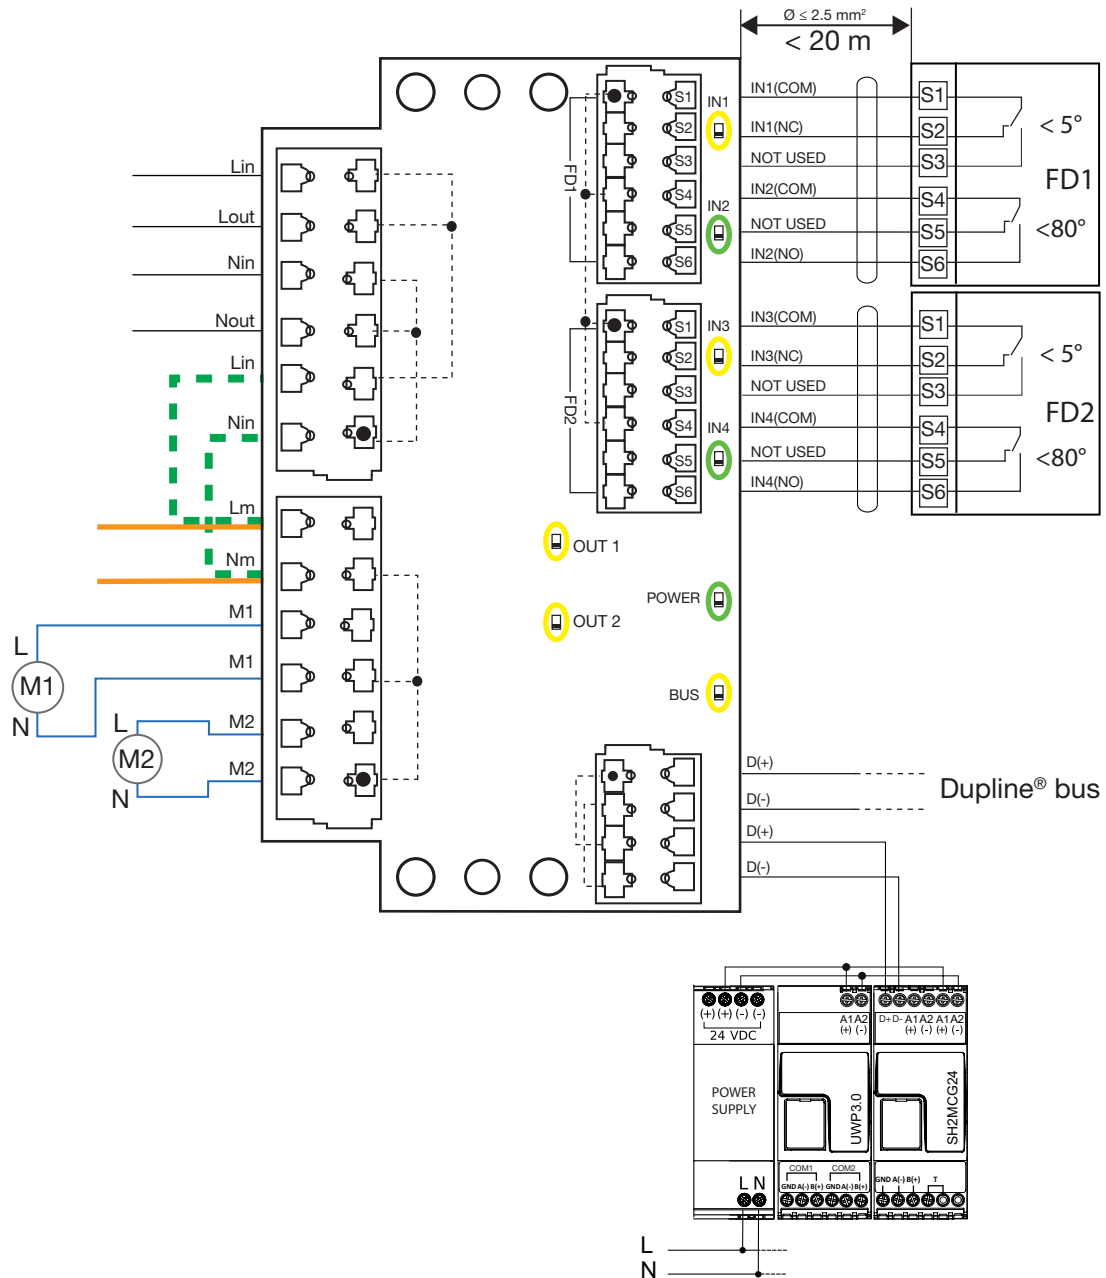 Ø ≤ 2.5 mm²
< 20 m
Lin
Lout
Nin
Nout
Lin
Nin
Lm
Nm
M1
M1
M2
M2
L
M1
N
L
M2
N
FD1
S1
S2
S3
S4
S5
S6
IN1
IN2
FD2
S1
S2
S3
S4
S5
S6
IN3
IN4
OUT 1
OUT 2
POWER
BUS
IN1(COM)
IN1(NC)
NOT USED
IN2(COM)
NOT USED
IN2(NO)
S1
S2
S3
S4
S5
S6
< 5°
FD1
<80°
IN3(COM)
IN3(NC)
NOT USED
IN4(COM)
NOT USED
IN4(NO)
S1
S2
S3
S4
S5
S6
< 5°
FD2
<80°
D(+)
D(-)
D(+)
D(-)
Dupline® bus
(+) (+) (-) (-)
24 VDC
POWER
SUPPLY
L N
A1 A2
(+) (-)
UWP3.0
COM1 COM2
GND A(-) B(+) GND A(-) B(+)
D+ D- A1 A2 A1 A2
(+) (-) (+) (-)
SH2MCG24
GND A(-) B(+) T
L
N